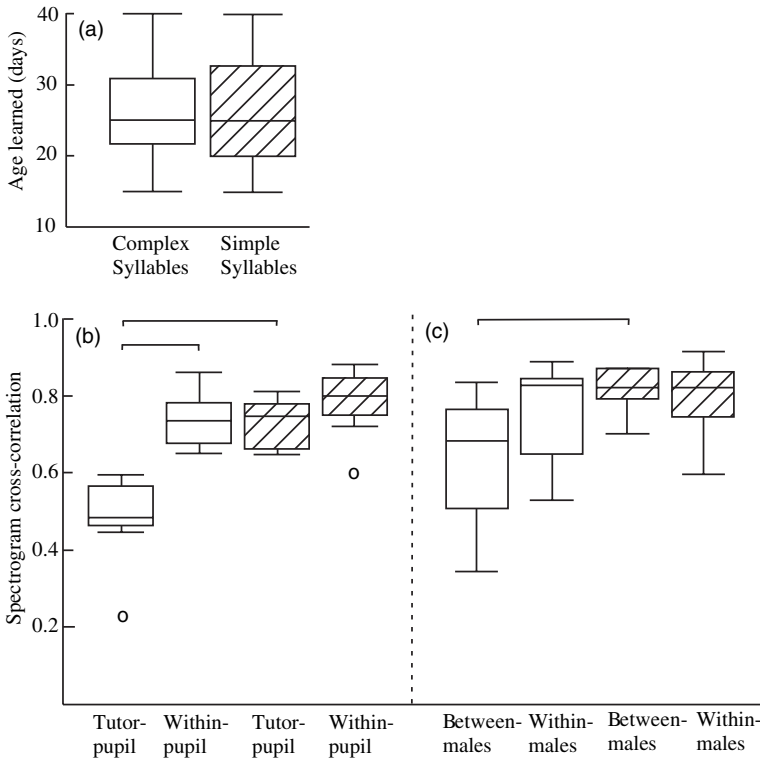 (a)
Age learned (days)
40
30
20
10
Complex Simple
Syllables Syllables
(b)
(c)
Spectrogram cross-correlation
1.0
0.8
0.6
0.4
0.2
Tutor- Within- Tutor- Within- Between- Within- Between- Within-
pupil pupil pupil pupil males males males males